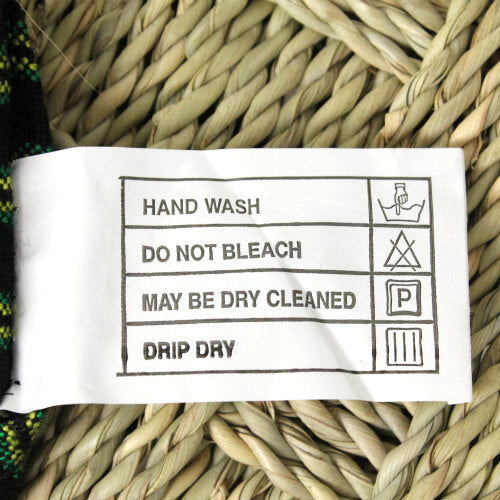 HAND WASH
DO NOT BLEACH
MAY BE DRY CLEANED P
DRIP DRY